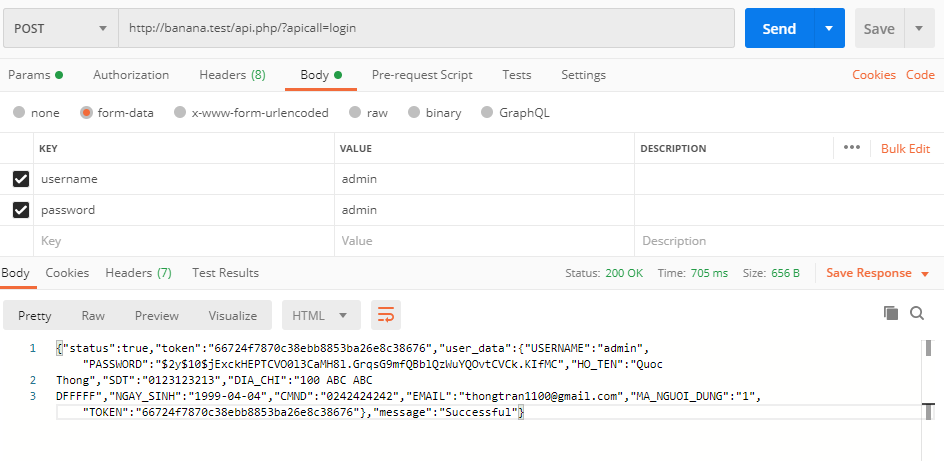 POST http://banana.test/api.php/?apicall=login Send Save
Params Authorization Headers (8) Body Pre-request Script Tests Settings Cookies Code
none form-data x-www-form-urlencoded raw binary GraphQL
KEY VALUE DESCRIPTION ••• Bulk Edit
username admin
password admin
Key Value Description
Body Cookies Headers (7) Test Results Status: 200 OK Time: 705 ms Size: 656 B Save Response
Pretty Raw Preview Visualize HTML
1 {"status":true,"token":"66724f7870c38ebb8853ba26e8c38676","user_data":{"USERNAME":"admin",
"PASSWORD":"$2y$10$jExckHEPTCVO0l3CaMH8l.GrqsG9mfQBblQzWuYQOvtCVCk.KIfMC","HO_TEN":"Quoc
2 Thong","SDT":"0123123213","DIA_CHI":"100 ABC ABC
3 DFFFFF","NGAY_SINH":"1999-04-04","CMND":"0242424242","EMAIL":"thongtran1100@gmail.com","MA_NGUOI_DUNG":"1",
"TOKEN":"66724f7870c38ebb8853ba26e8c38676"},"message":"Successful"}